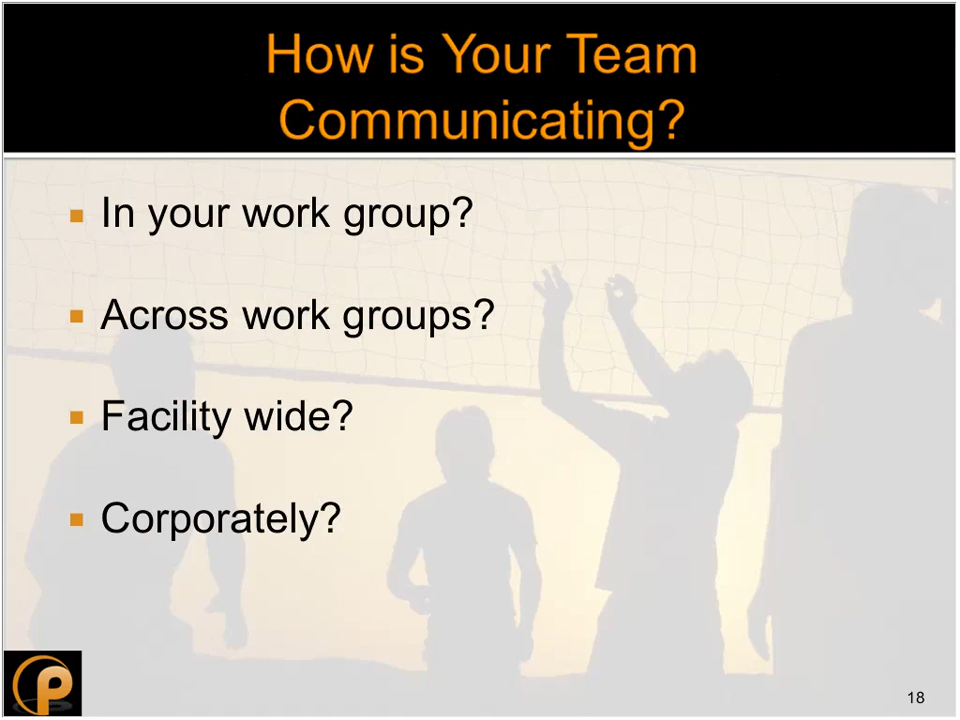 How is Your Team
Communicating?
In your work group?
Across work groups?
Facility wide?
Corporately?
P
18